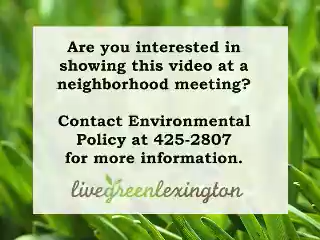 Are you interested in
showing this video at a
neighborhood meeting?
Contact Environmental
Policy at 425-2807
for more information.
livegreenlexington